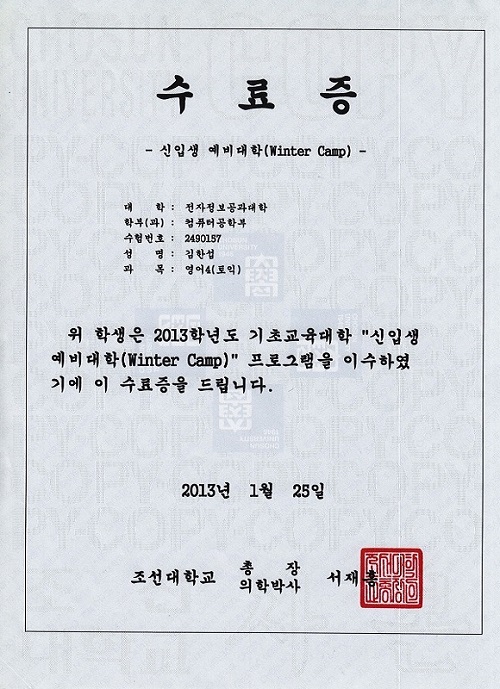 수 료 증
- 신입생 예비대학(Winter Camp) -
대 학 : 전자정보공과대학
학부(과) : 컴퓨터공학부
수험번호 : 2490157
성 명 : 김한섭
과 목 : 영어4(토익)
위 학생은 2013학년도 기초교육대학 "신입생
예비대학(Winter Camp)" 프로그램을 이수하였
기에 이 수료증을 드립니다.
2013년 1월 25일
조선대학교 총 장 의학박사 서재홍